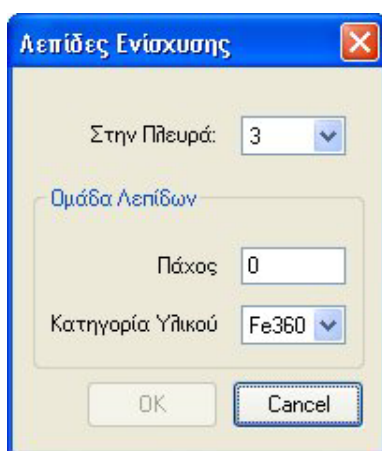 Λεπίδες Ενίσχυσης
Στην Πλευρά: 3
Ομάδα Λεπίδων
Πάχος 0
Κατηγορία Υλικού Fe360
OK Cancel